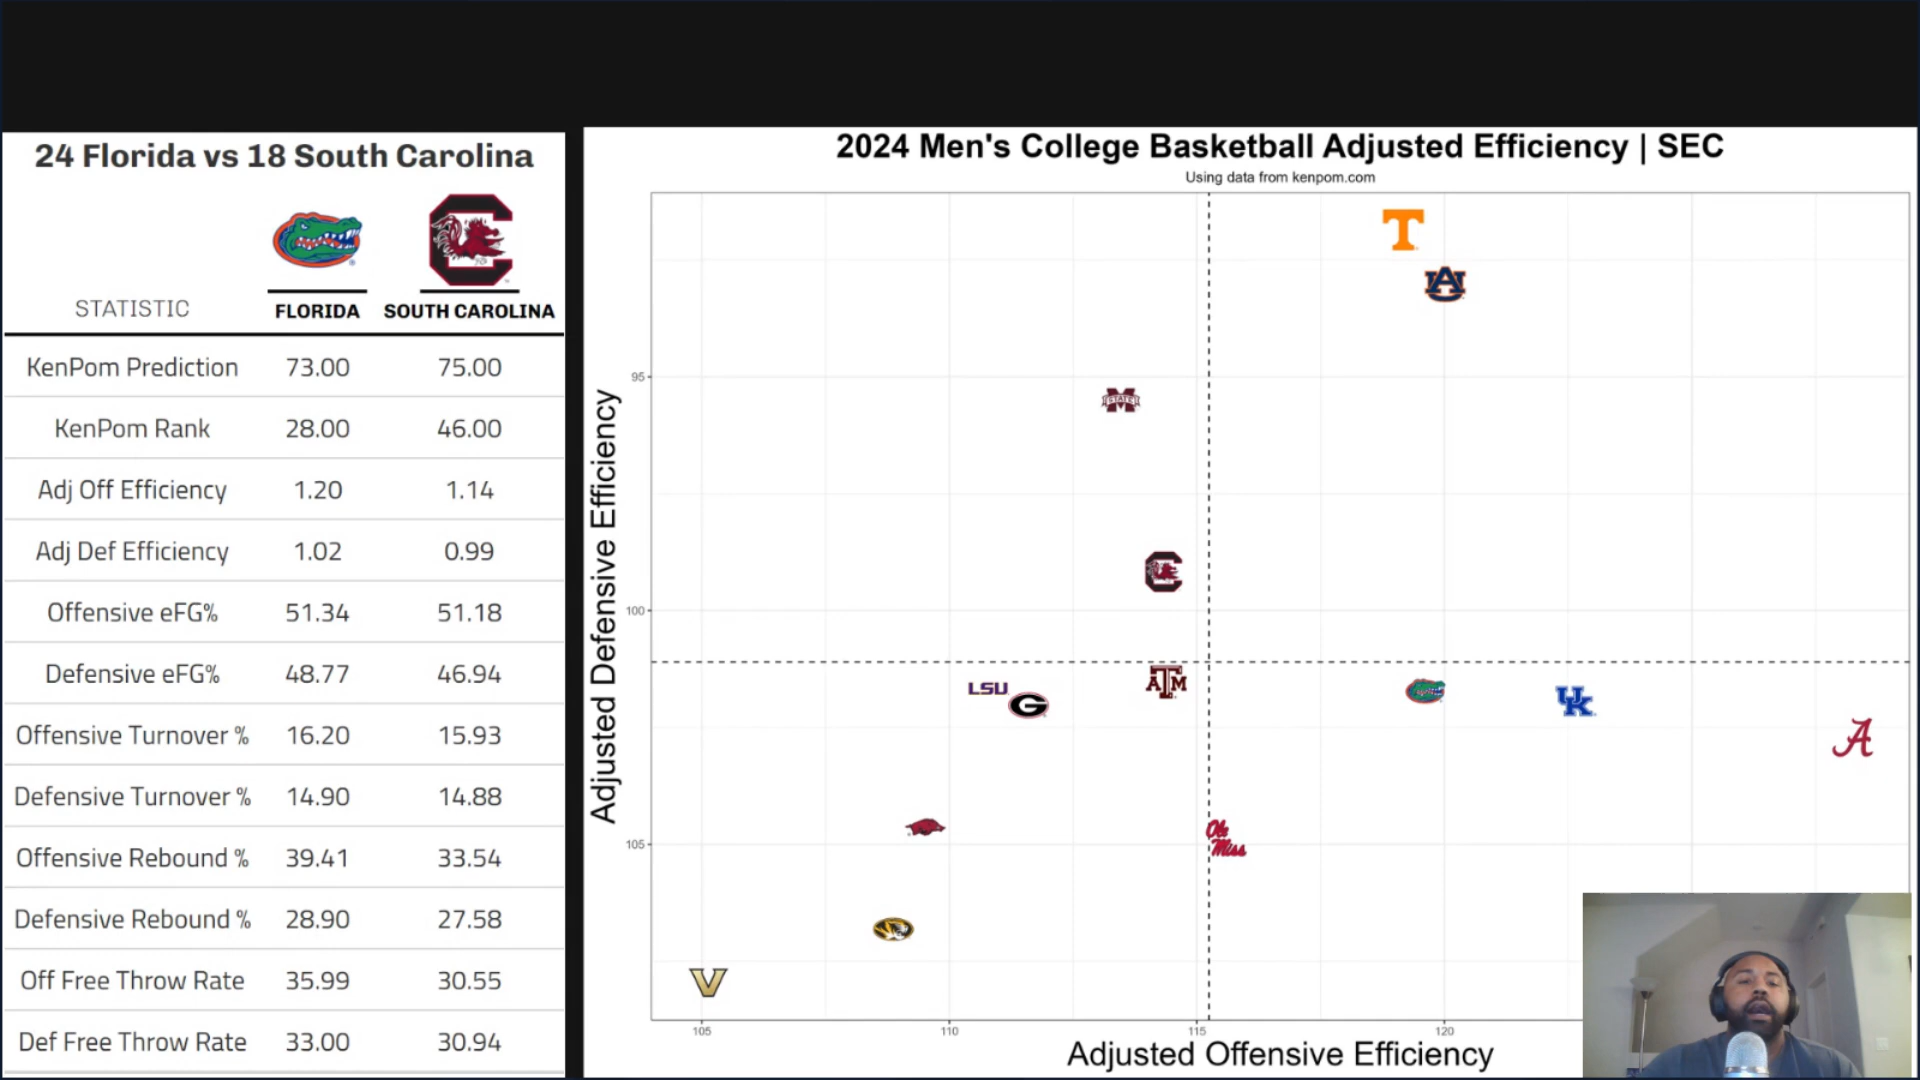 24 Florida vs 18 South Carolina
STATISTIC FLORIDA SOUTH CAROLINA
KenPom Prediction 73.00 75.00
KenPom Rank 28.00 46.00
Adj Off Efficiency 1.20 1.14
Adj Def Efficiency 1.02 0.99
Offensive eFG% 51.34 51.18
Defensive eFG% 48.77 46.94
Offensive Turnover % 16.20 15.93
Defensive Turnover % 14.90 14.88
Offensive Rebound % 39.41 33.54
Defensive Rebound % 28.90 27.58
Off Free Throw Rate 35.99 30.55
Def Free Throw Rate 33.00 30.94
2024 Men's College Basketball Adjusted Efficiency | SEC
Using data from kenpom.com
Adjusted Defensive Efficiency
95
100
105
T
AU
M STATE
C
LSU
G
ATM
UK
A
Ole
Miss
V
105 110 115 120
Adjusted Offensive Efficiency